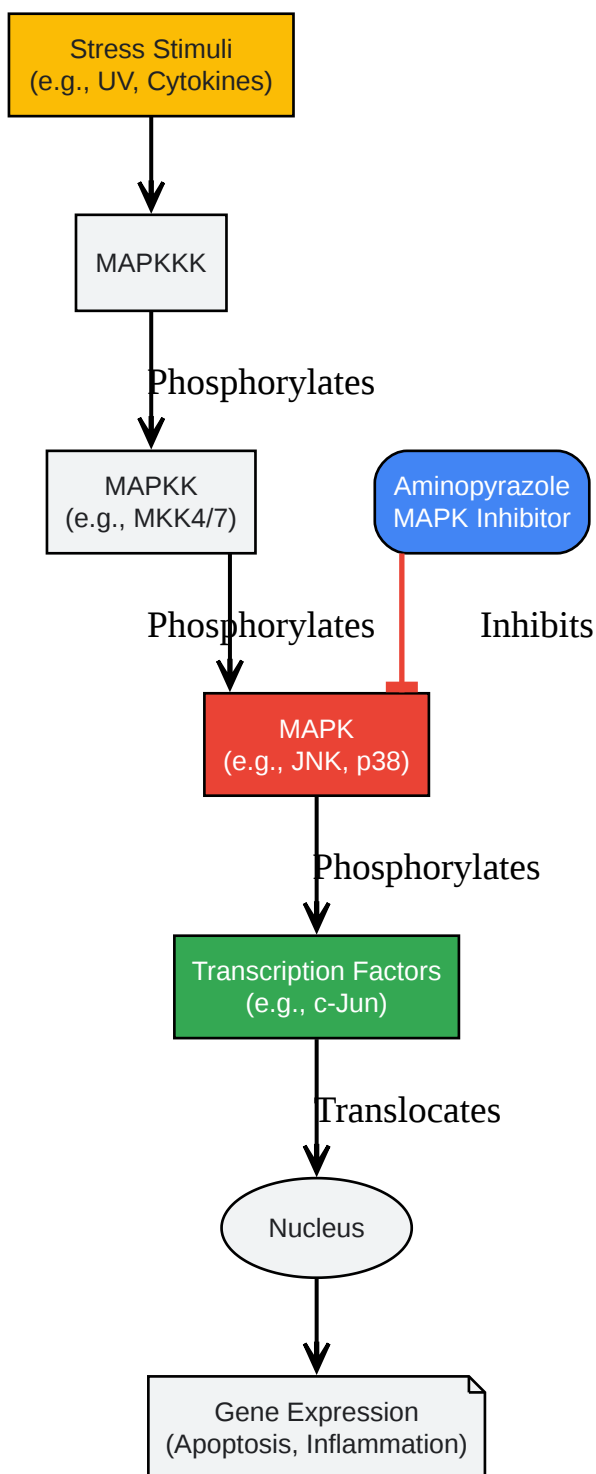 Stress Stimuli
(e.g., UV, Cytokines)
MAPKKK
Phosphorylates
MAPKK
(e.g., MKK4/7)
Aminopyrazole
MAPK Inhibitor
Phosphorylates
Inhibits
MAPK
(e.g., JNK, p38)
Phosphorylates
Transcription Factors
(e.g., c-Jun)
Translocates
Nucleus
Gene Expression
(Apoptosis, Inflammation)